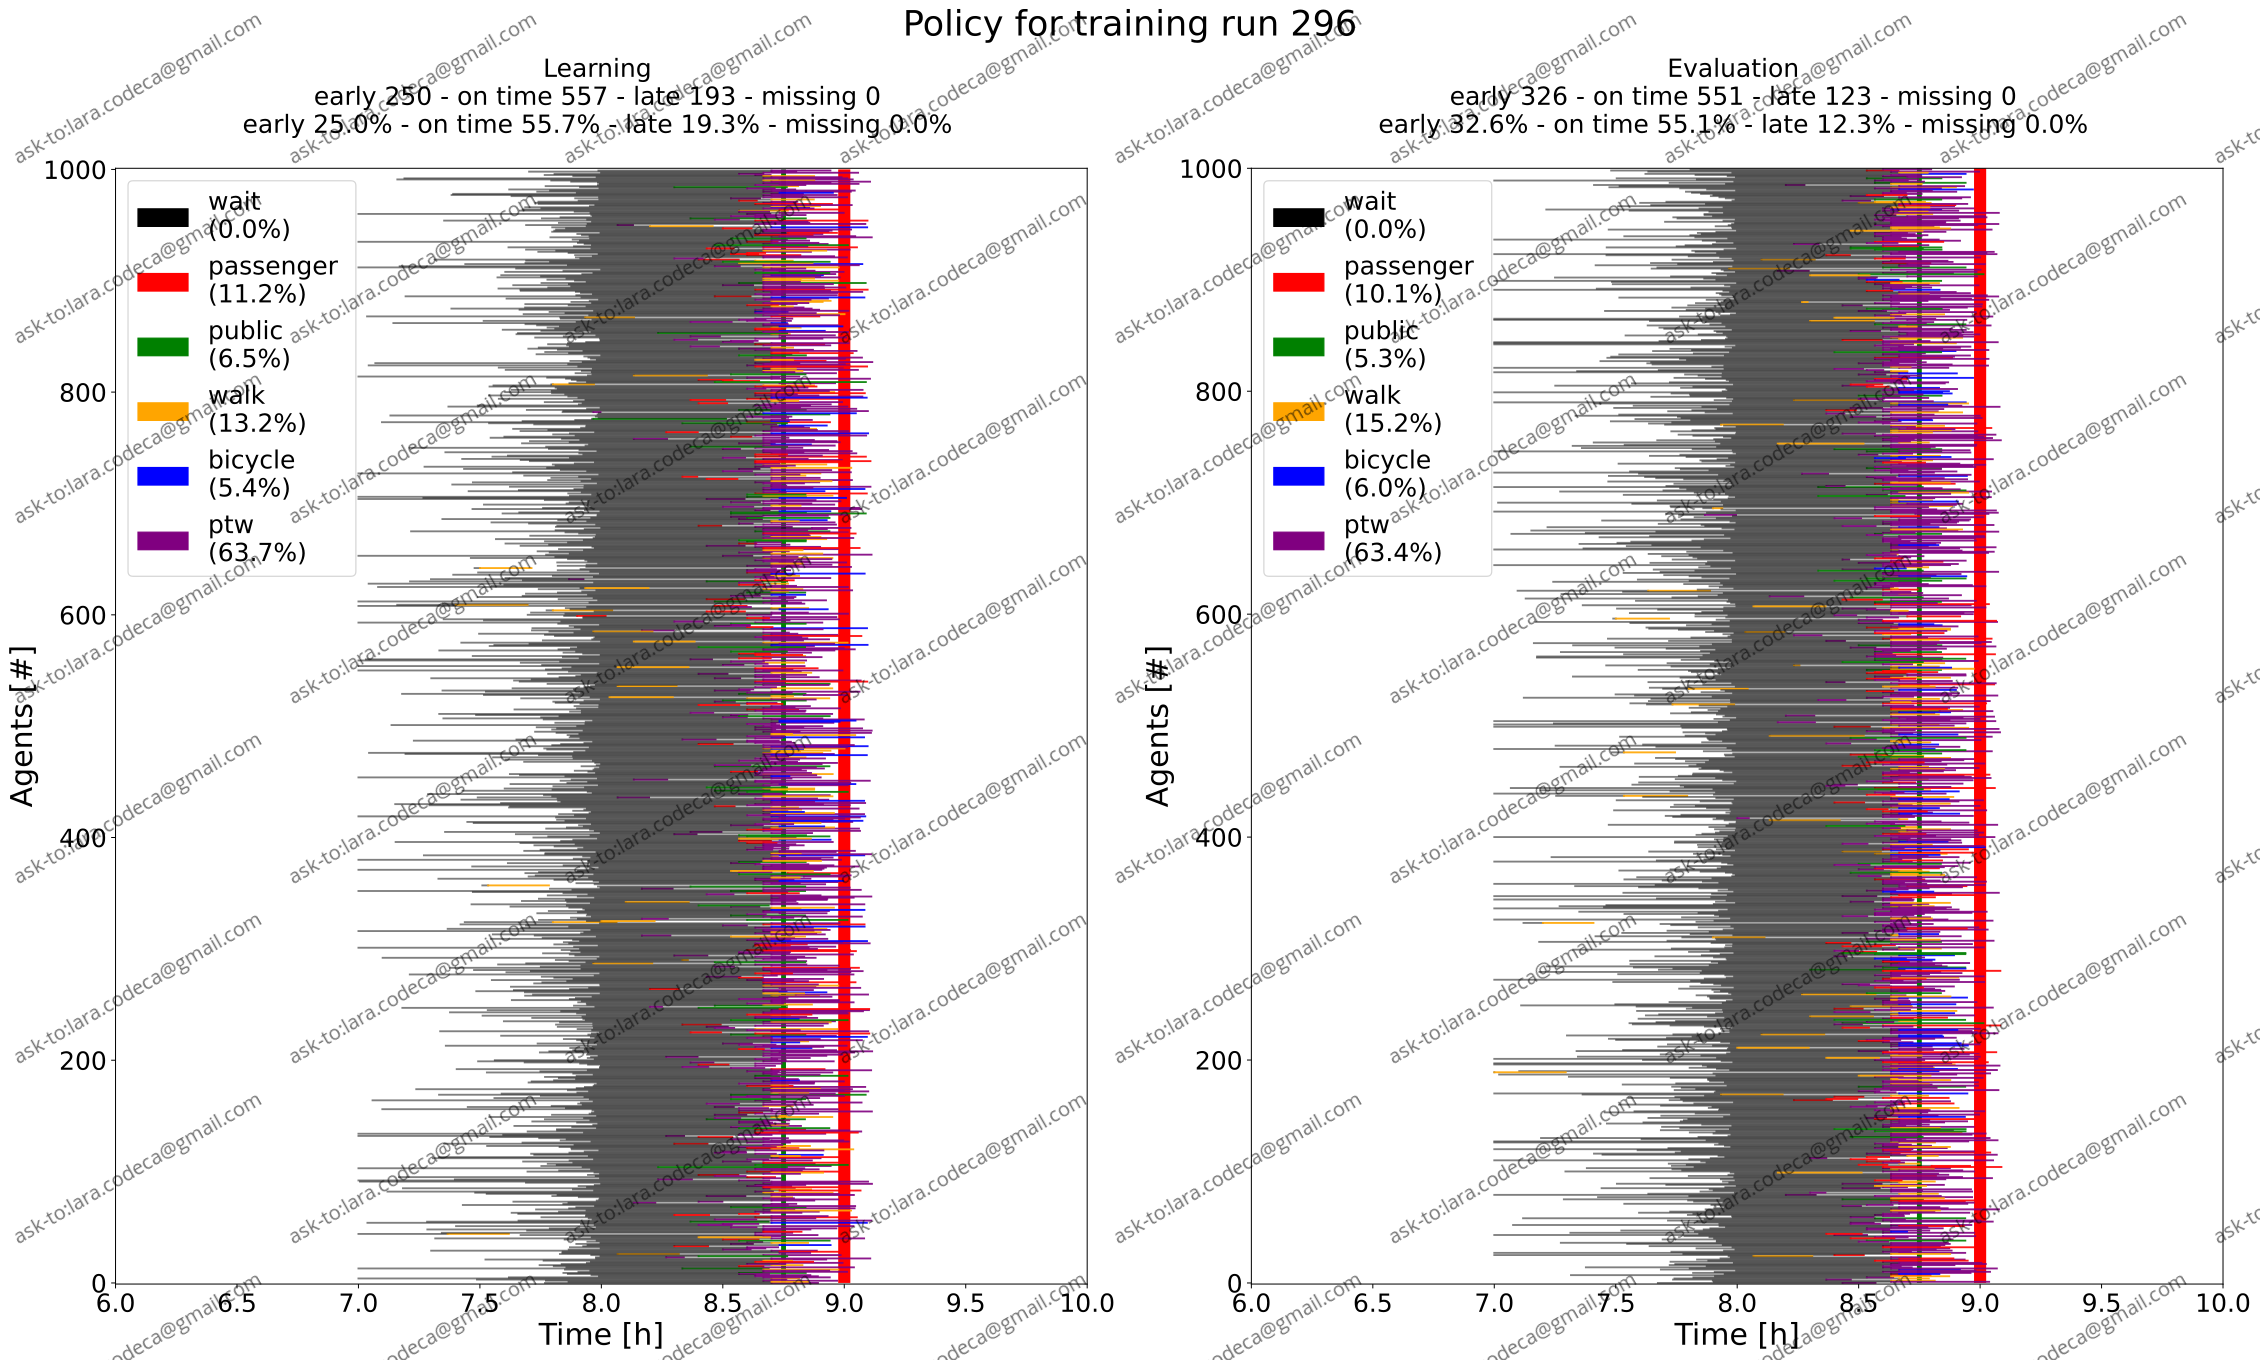 Policy for training run 296
Learning
early 250 - on time 557 - late 193 - missing 0
early 25.0% - on time 55.7% - late 19.3% - missing 0.0%
1000
800
600
400
200
0
Agents [#]
wait
(0.0%)
passenger
(11.2%)
public
(6.5%)
walk
(13.2%)
bicycle
(5.4%)
ptw
(63.7%)
6.0 6.5 7.0 7.5 8.0 8.5 9.0 9.5 10.0
Time [h]
Evaluation
early 326 - on time 551 - late 123 - missing 0
early 32.6% - on time 55.1% - late 12.3% - missing 0.0%
1000
800
600
400
200
0
Agents [#]
wait
(0.0%)
passenger
(10.1%)
public
(5.3%)
walk
(15.2%)
bicycle
(6.0%)
ptw
(63.4%)
6.0 6.5 7.0 7.5 8.0 8.5 9.0 9.5 10.0
Time [h]
ask-to:lara.codeca@gmail.com